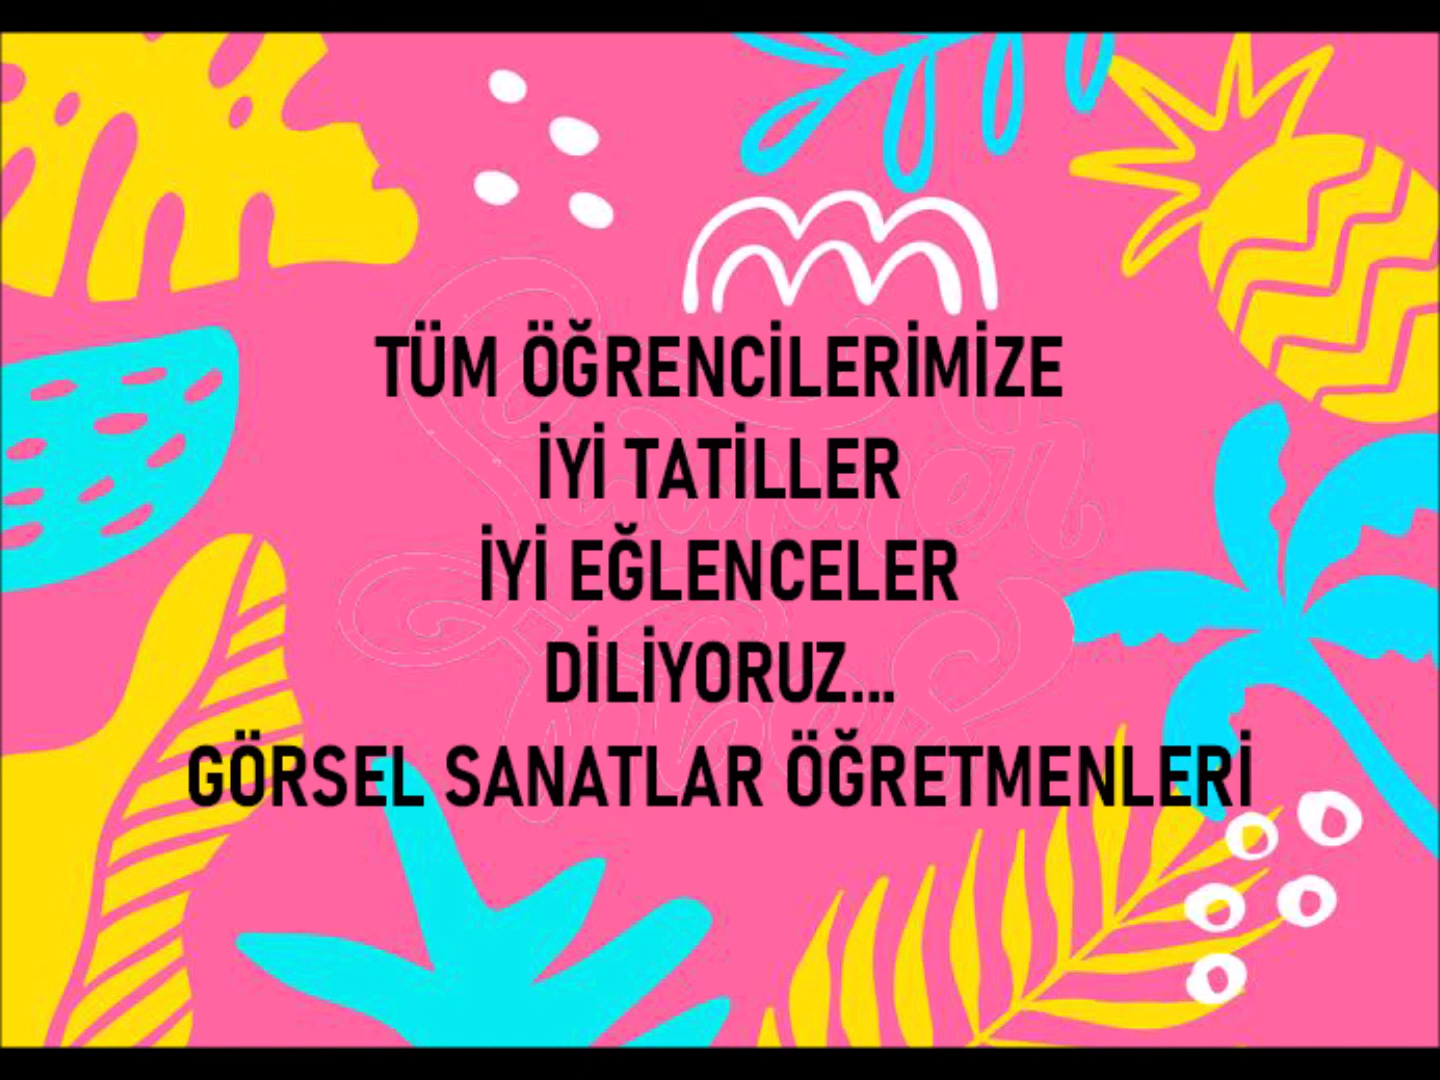 TÜM ÖĞRENCİLERİMİZE
İYİ TATİLLER
İYİ EĞLENCELER
DİLİYORUZ...
GÖRSEL SANATLAR ÖĞRETMENLERİ